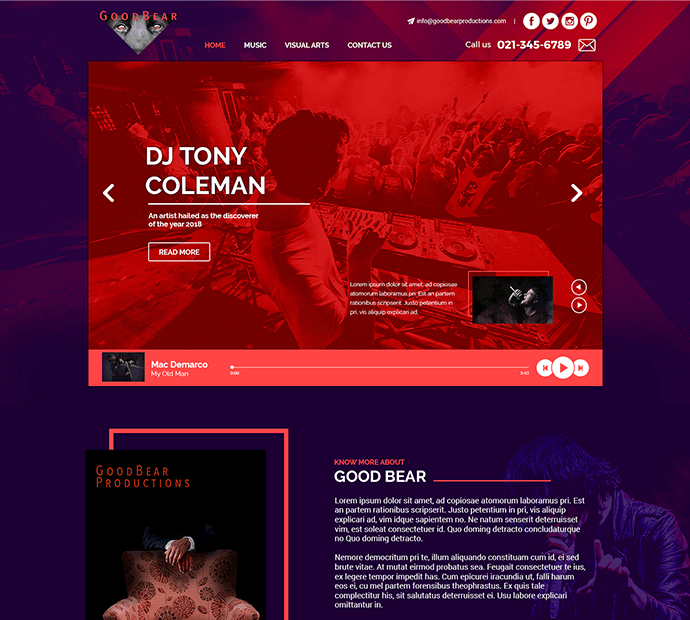 GOODBEAR
info@goodbearproductions.com |
HOME MUSIC VISUAL ARTS CONTACT US
Call us 021-345-6789
DJ TONY
COLEMAN
An artist hailed as the discoverer
of the year 2018
READ MORE
Lorem ipsum dolor sit amet, ad copiosae
atomorum laboramus pri. Est an partem
rationibus scripserit. Justo petentium in
pri, vis aliquip explicari ad.
Mac Demarco
My Old Man
0:00
3:43
GOODBEAR
PRODUCTIONS
KNOW MORE ABOUT
GOOD BEAR
Lorem ipsum dolor sit amet, ad copiosae atomorum laboramus pri. Est
an partem rationibus scripserit. Justo petentium in pri, vis aliquip
explicari ad, vim idque sapientem no. Ne natum senserit deterruisset
vim, est soleat consectetuer id. Quo doming detracto concludaturque
no Quo doming detracto.
Nemore democritum pri te, illum aliquando constituam cum id, ei sed
brute vitae. At mutat eirmod probatus sea. Feugait consectetuer te ius,
ex legere tempor impedit has. Cum epicurei iracundia ut, falli harum
eos ei, cu mel partem forensibus theophrastus. Ex quis tale
complectitur his, sit salutatus deterruisset ei. Usu labore explicari
omittantur in.